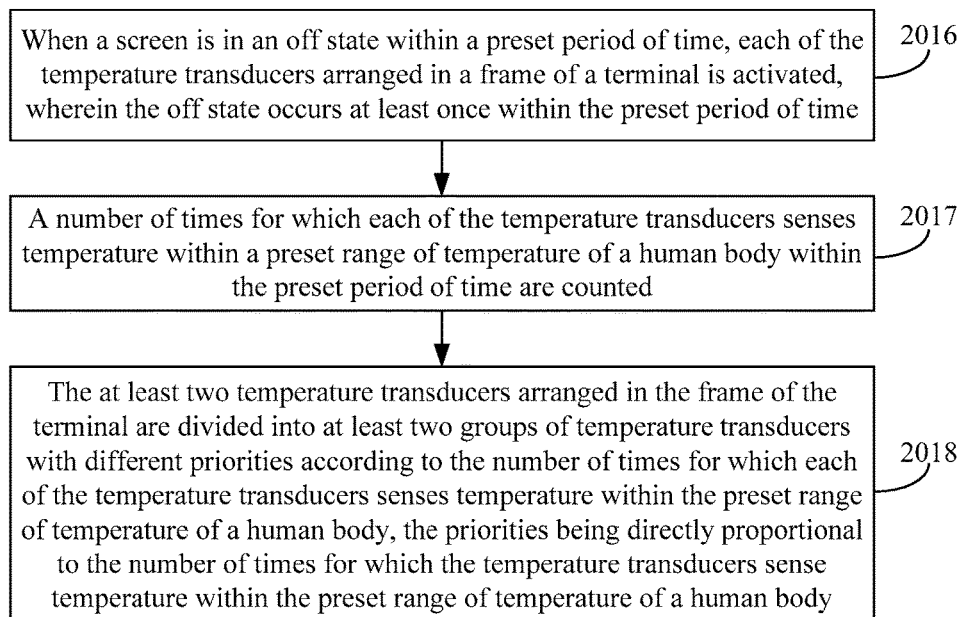 When a screen is in an off state within a preset period of time, each of the
temperature transducers arranged in a frame of a terminal is activated,
wherein the off state occurs at least once within the preset period of time
2016
A number of times for which each of the temperature transducers senses
temperature within a preset range of temperature of a human body within
the preset period of time are counted
2017
The at least two temperature transducers arranged in the frame of the
terminal are divided into at least two groups of temperature transducers
with different priorities according to the number of times for which each
of the temperature transducers senses temperature within the preset range
of temperature of a human body, the priorities being directly proportional
to the number of times for which the temperature transducers sense
temperature within the preset range of temperature of a human body
2018